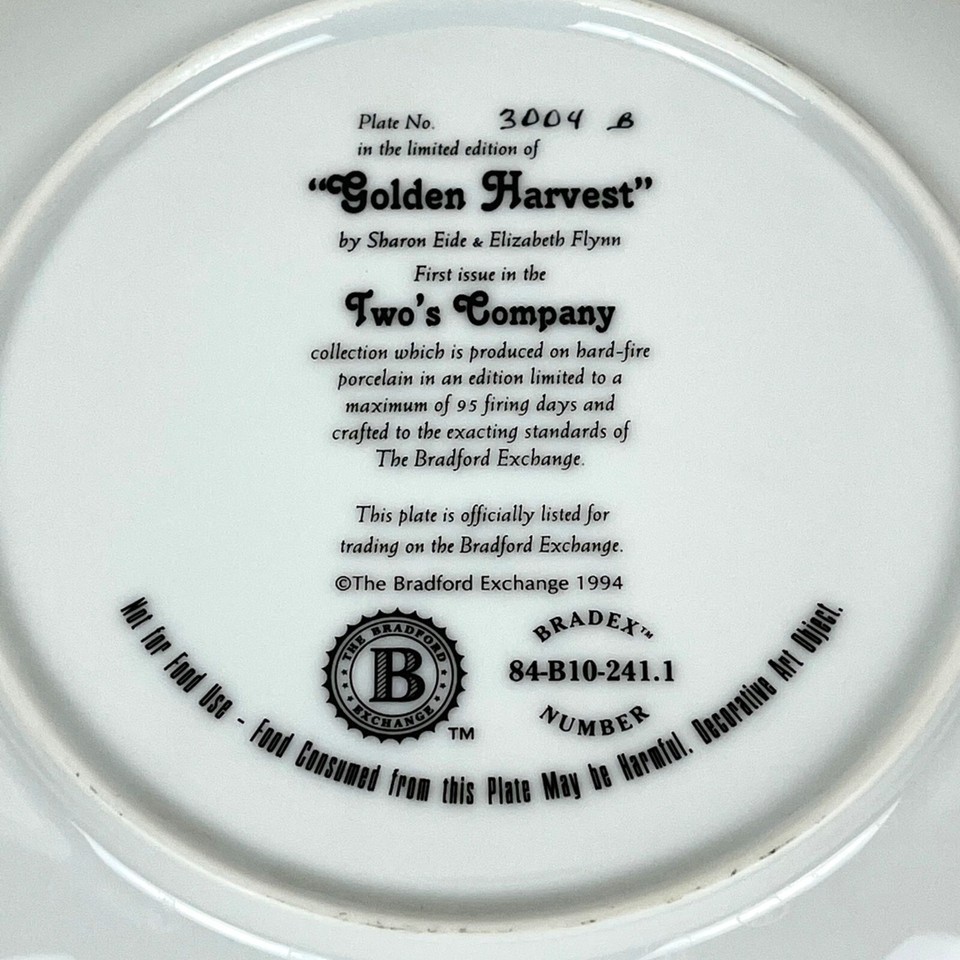 Plate No. 3004 B
in the limited edition of
“Golden Harvest”
by Sharon Eide & Elizabeth Flynn
First issue in the
Two's Company
collection which is produced on hard-fire
porcelain in an edition limited to a
maximum of 95 firing days and
crafted to the exacting standards of
The Bradford Exchange.
This plate is officially listed for
trading on the Bradford Exchange.
©The Bradford Exchange 1994
THE BRADFORD
B
EXCHANGE
TM
BRADEX™
84-B10-241.1
NUMBER
Not for Food Use - Food Consumed from this Plate May be Harmful. Decorative Art Object.